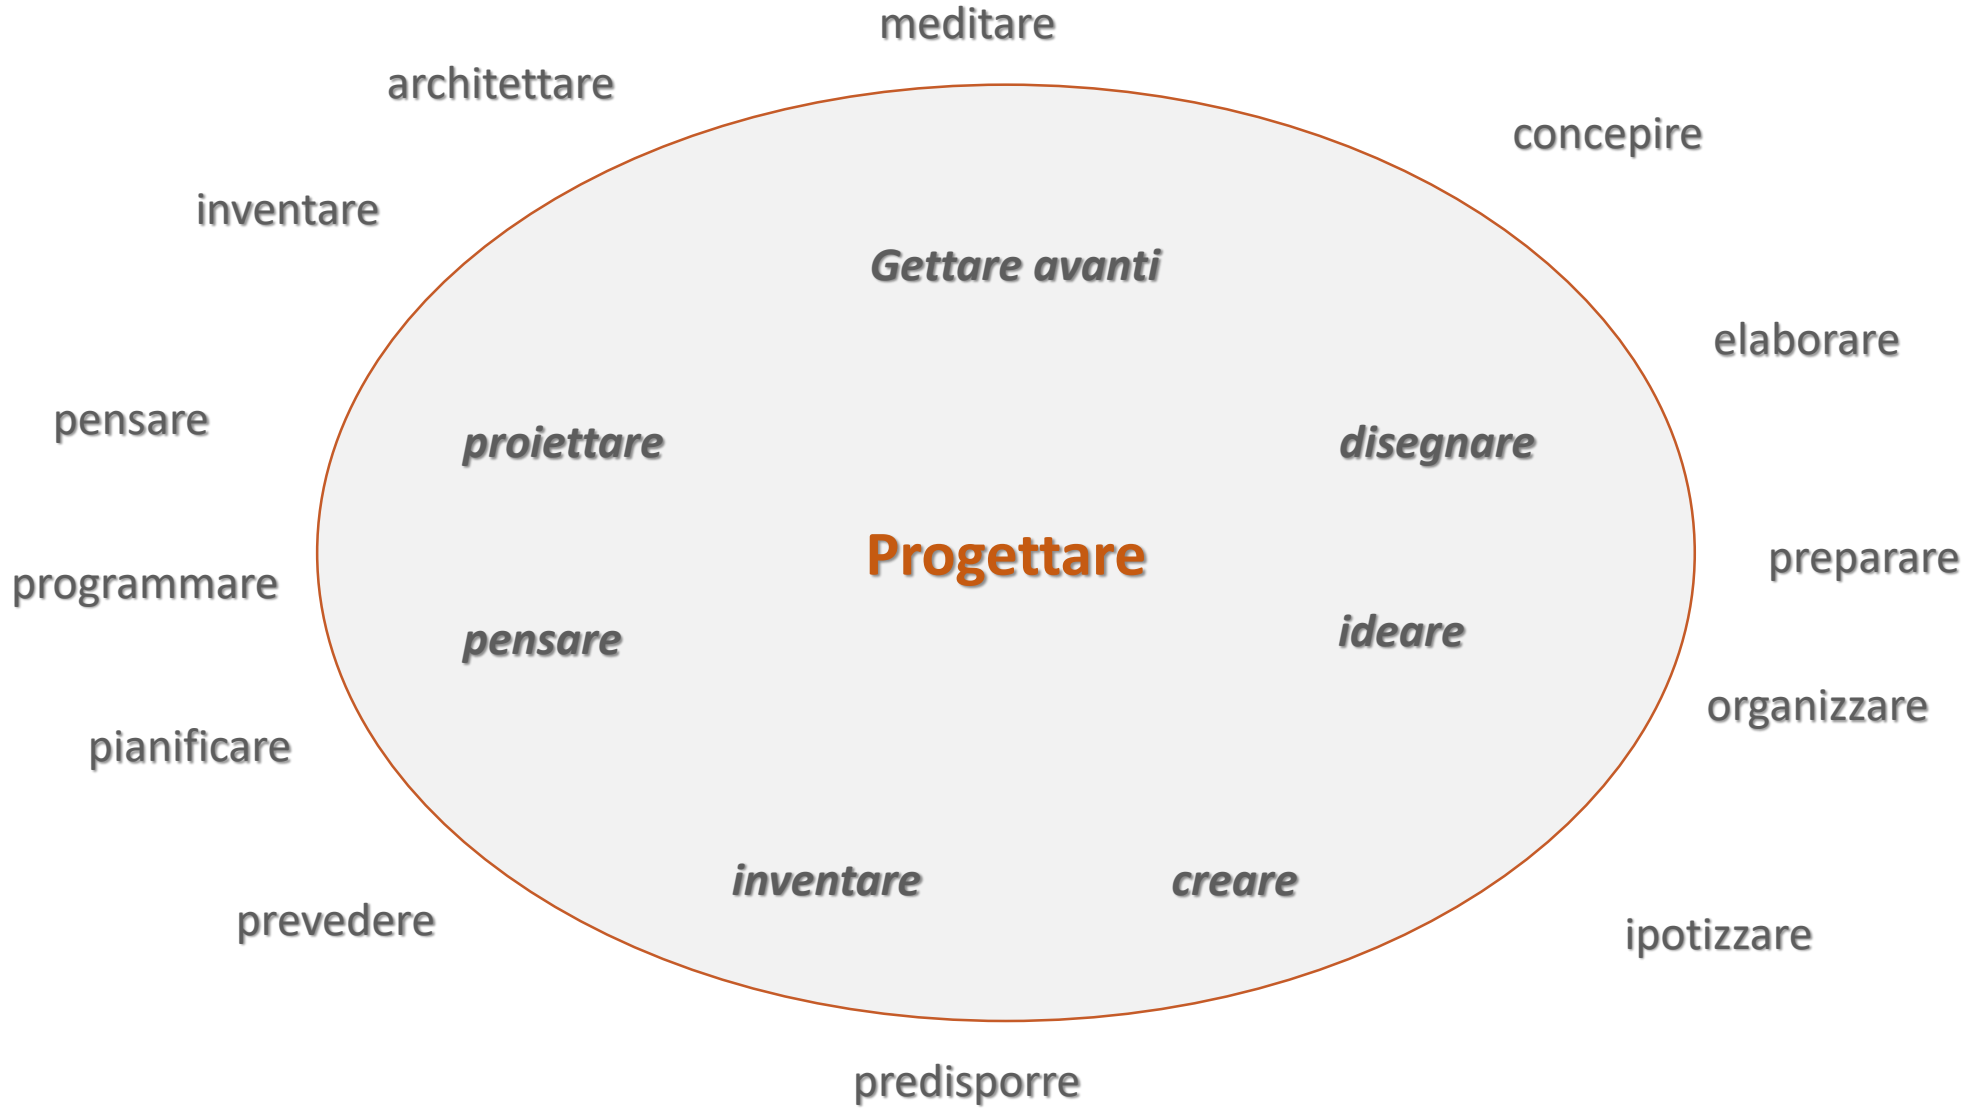 meditare
architettare
concepire
inventare
Gettare avanti
elaborare
pensare
proiettare
disegnare
Progettare
preparare
programmare
pensare
ideare
organizzare
pianificare
inventare
creare
prevedere
ipotizzare
predisporre